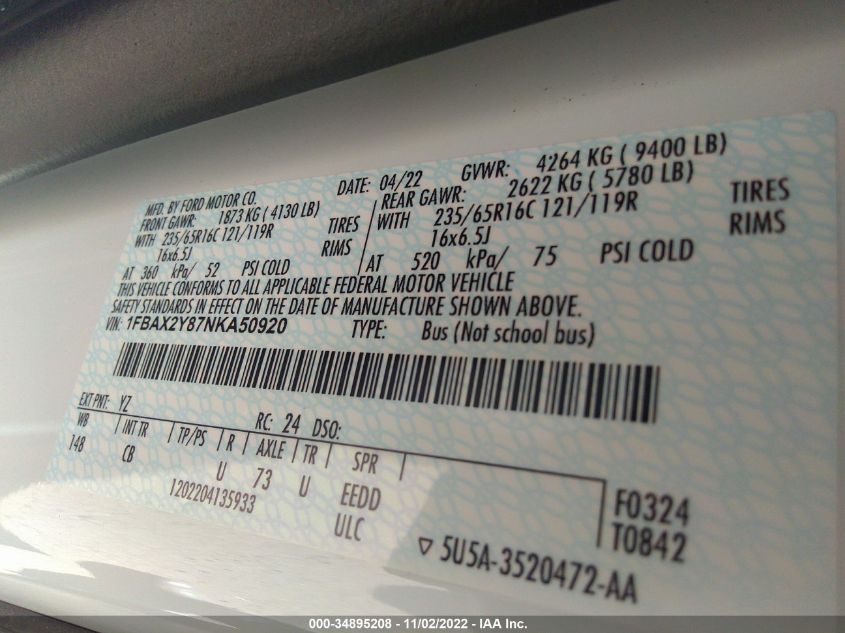 MFD. BY FORD MOTOR CO. DATE: 04/22 GVWR: 4264 KG ( 9400 LB)
FRONT GAWR: 1873 KG ( 4130 LB) REAR GAWR: 2622 KG ( 5780 LB)
WITH 235/65R16C 121/119R TIRES WITH 235/65R16C 121/119R TIRES
16x6.5J RIMS 16x6.5J RIMS
AT 360 kPa/ 52 PSI COLD AT 520 kPa/ 75 PSI COLD
THIS VEHICLE CONFORMS TO ALL APPLICABLE FEDERAL MOTOR VEHICLE
SAFETY STANDARDS IN EFFECT ON THE DATE OF MANUFACTURE SHOWN ABOVE.
VIN: 1FBAX2Y87NKA50920 TYPE: Bus (Not school bus)
EXT PNT: YZ RC: 24 DSO:
WB INT TR TP/PS R AXLE TR SPR
148 CB U 73 U EEDD
1202204135933 ULC
F0324
T0842
▽ 5U5A-3520472-AA
000-34895208 - 11/02/2022 - IAA Inc.